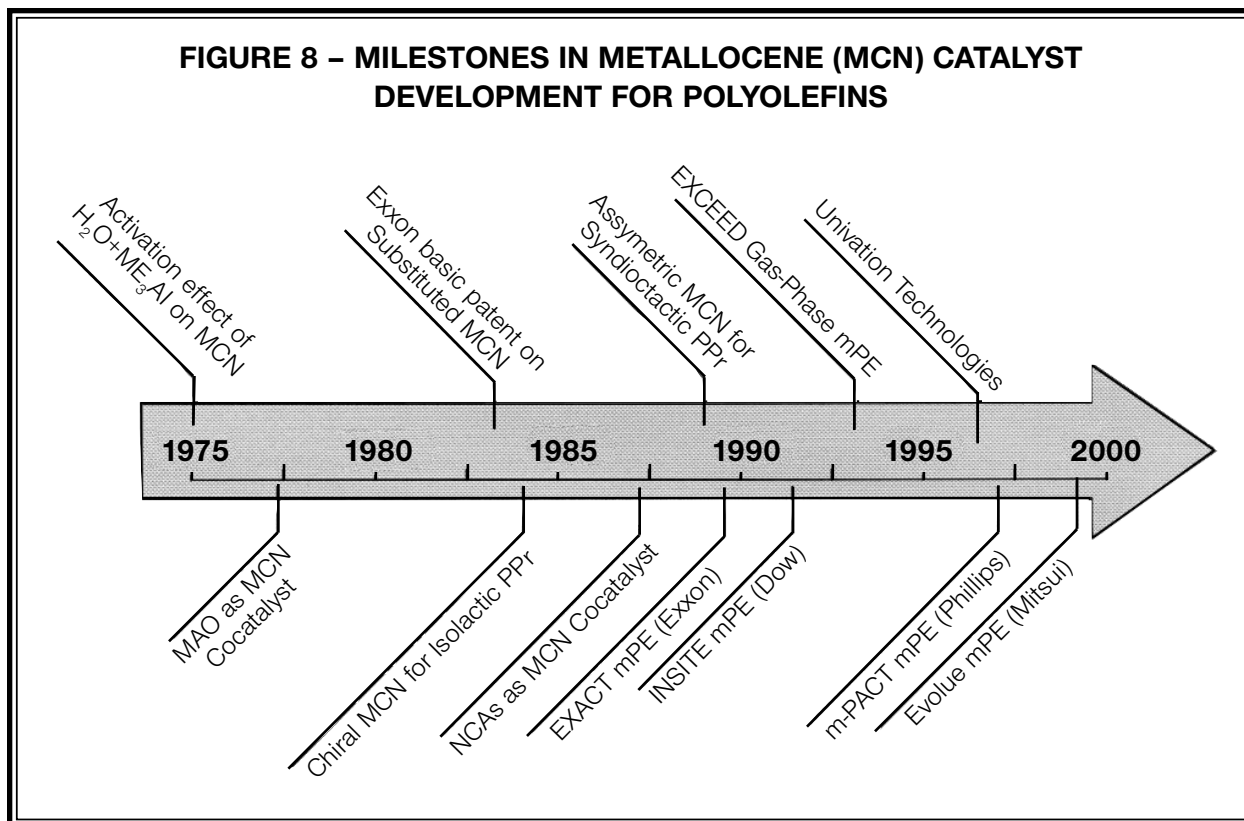 FIGURE 8 – MILESTONES IN METALLOCENE (MCN) CATALYST
DEVELOPMENT FOR POLYOLEFINS
Activation effect of
H₂O+ME₃Al on MCN
Exxon basic patent on
Substituted MCN
Assymetric MCN for
Syndioctactic PPr
EXCEED Gas-Phase mPE
Univation Technologies
1975 1980 1985 1990 1995 2000
MAO as MCN
Cocatalyst
Chiral MCN for Isolactic PPr
NCAs as MCN Cocatalyst
EXACT mPE (Exxon)
INSITE mPE (Dow)
m-PACT mPE (Phillips)
Evolue mPE (Mitsui)